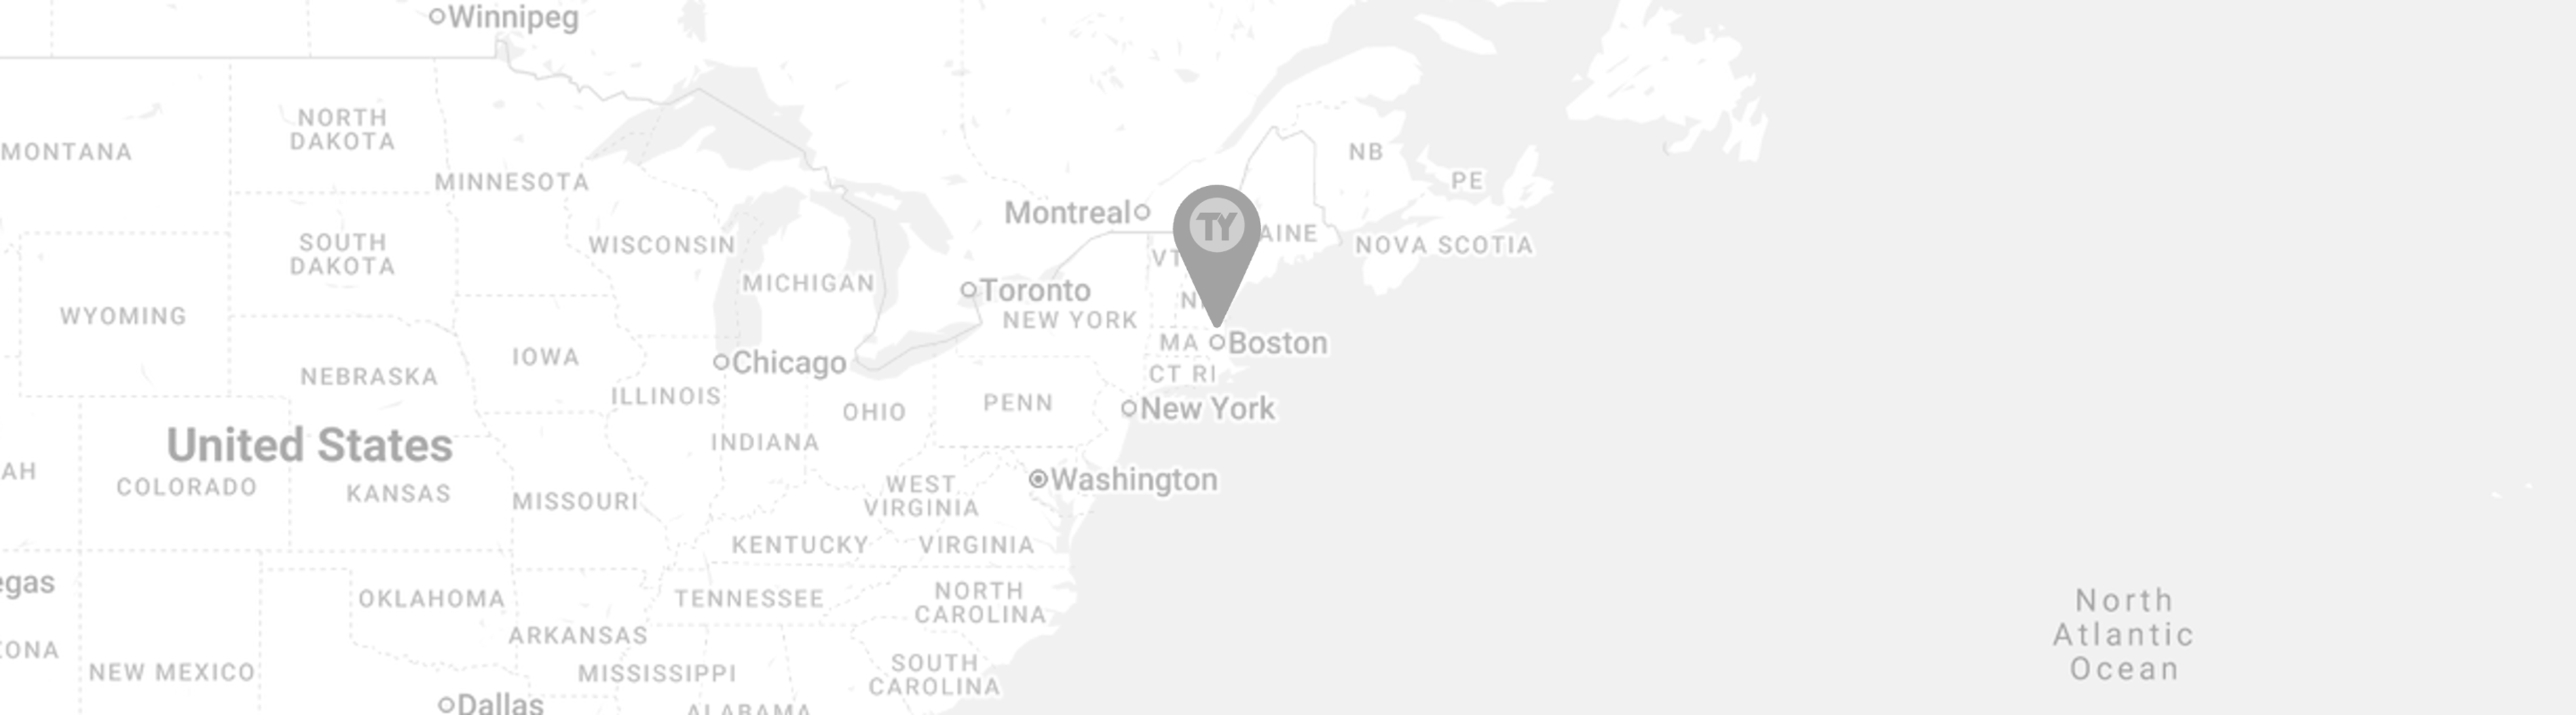 Winnipeg
NORTH
DAKOTA
MONTANA
MINNESOTA
NB
PE
Montreal
TY
AINE
NOVA SCOTIA
SOUTH
DAKOTA
WISCONSIN
VT
MICHIGAN
Toronto
N
WYOMING
NEW YORK
MA
Boston
IOWA
Chicago
CT RI
NEBRASKA
ILLINOIS
OHIO
PENN
New York
United States
INDIANA
AH
COLORADO
KANSAS
MISSOURI
WEST
VIRGINIA
Washington
KENTUCKY
VIRGINIA
egas
OKLAHOMA
TENNESSEE
NORTH
CAROLINA
North
Atlantic
Ocean
ARKANSAS
ONA
NEW MEXICO
MISSISSIPPI
SOUTH
CAROLINA
Dallas
ALABAMA